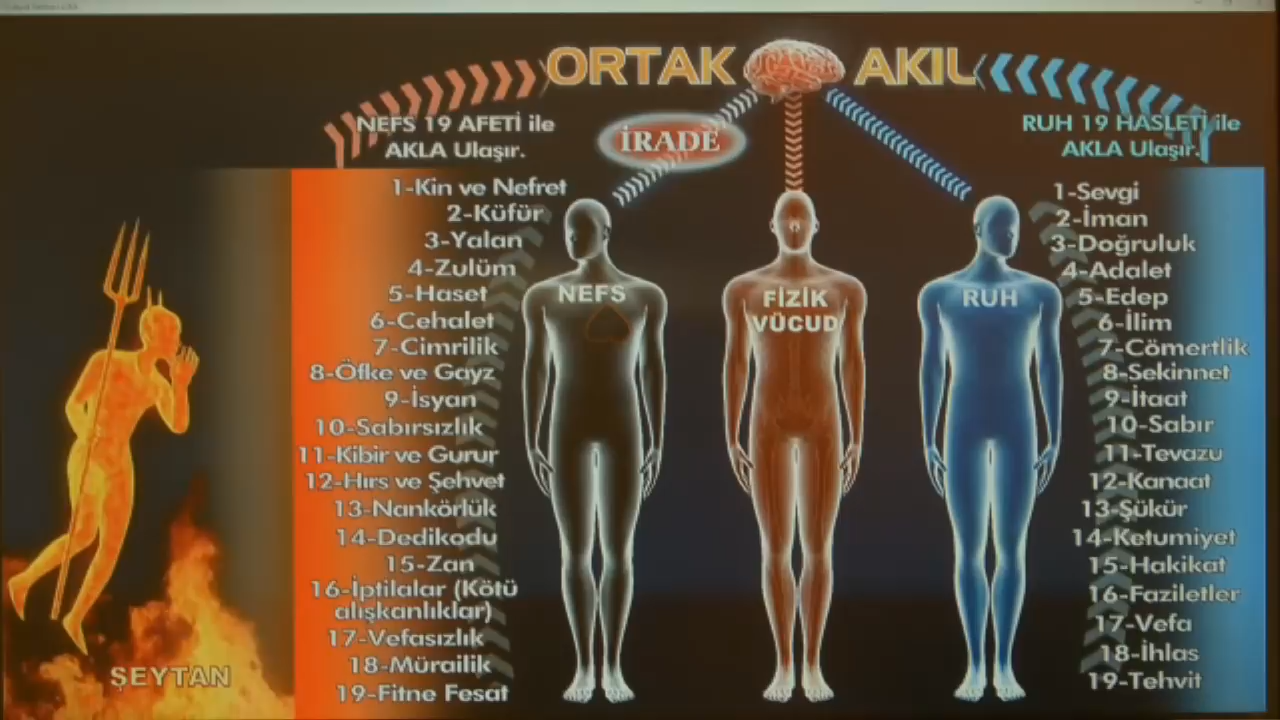 ORTAK AKIL
NEFS 19 AFETİ ile
AKLA Ulaşır.
İRADE
RUH 19 HASLETİ ile
AKLA Ulaşır.
1-Kin ve Nefret
2-Küfür
3-Yalan
4-Zulüm
5-Haset
6-Cehalet
7-Cimrilik
8-Öfke ve Gayz
9-İsyan
10-Sabırsızlık
11-Kibir ve Gurur
12-Hırs ve Şehvet
13-Nankörlük
14-Dedikodu
15-Zan
16-İptilalar (Kötü
alışkanlıklar)
17-Vefasızlık
18-Mürailik
19-Fitne Fesat
ŞEYTAN
NEFS
FİZİK
VÜCUD
RUH
1-Sevgi
2-İman
3-Doğruluk
4-Adalet
5-Edep
6-İlim
7-Cömertlik
8-Sekinnet
9-İtaat
10-Sabır
11-Tevazu
12-Kanaat
13-Şükür
14-Ketumiyet
15-Hakikat
16-Faziletler
17-Vefa
18-İhlas
19-Tehvit